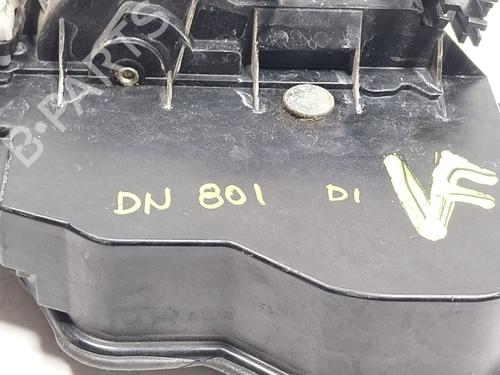 B-PARTS
DN 801 DI VF